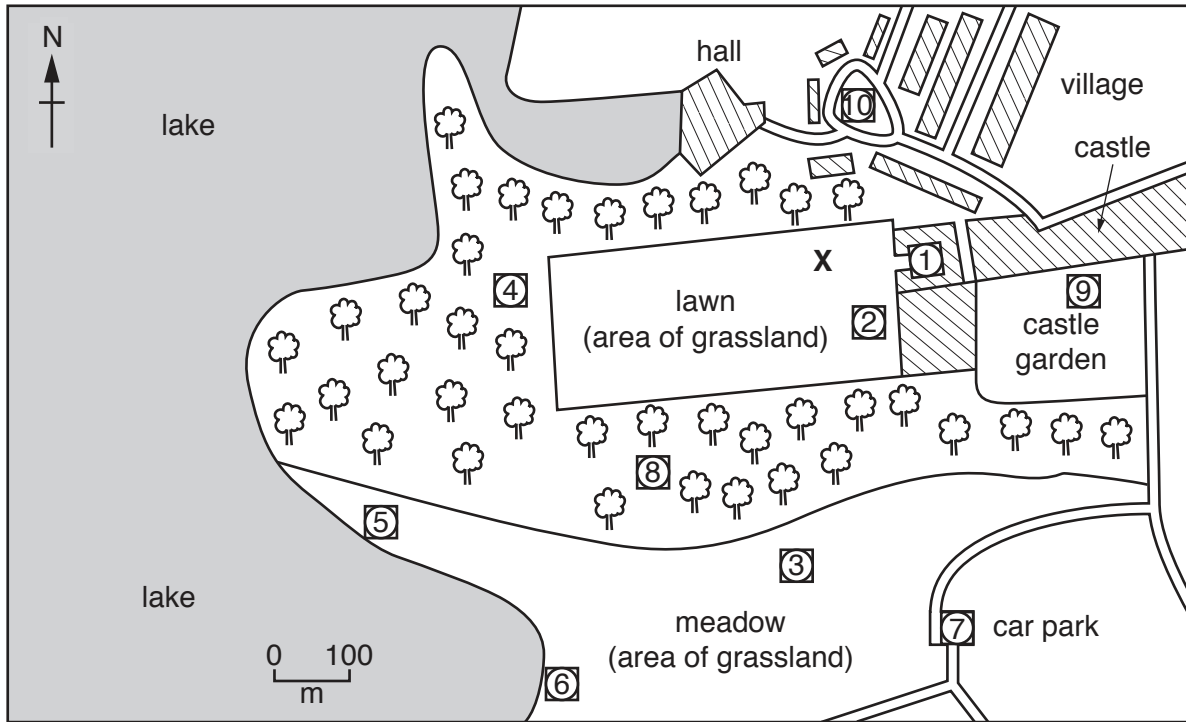 N
lake
hall
10
village
castle
X
1
4
lawn
(area of grassland)
2
9
castle
garden
8
5
3
lake
meadow
(area of grassland)
7
car park
0 100
m
6